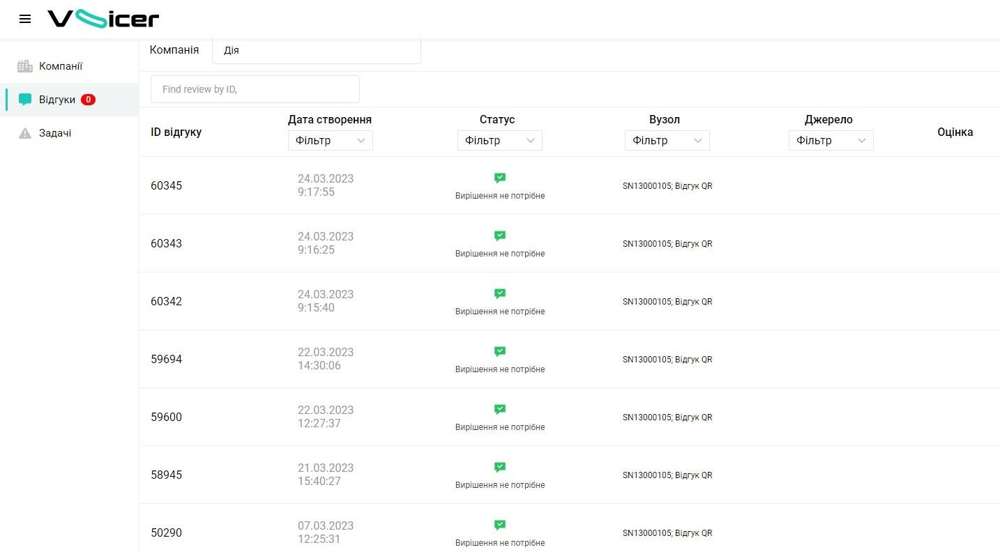 Voicer
Компанія
Дія
Компанії
Відгуки 0
Задачі
Find review by ID,
ID відгуку
Дата створення
Фільтр
Статус
Фільтр
Вузол
Фільтр
Джерело
Фільтр
Оцінка
60345
24.03.2023
9:17:55
Вирішення не потрібне
SN13000105; Відгук QR
60343
24.03.2023
9:16:25
Вирішення не потрібне
SN13000105; Відгук QR
60342
24.03.2023
9:15:40
Вирішення не потрібне
SN13000105; Відгук QR
59694
22.03.2023
14:30:06
Вирішення не потрібне
SN13000105; Відгук QR
59600
22.03.2023
12:27:37
Вирішення не потрібне
SN13000105; Відгук QR
58945
21.03.2023
15:40:27
Вирішення не потрібне
SN13000105; Відгук QR
50290
07.03.2023
12:25:31
Вирішення не потрібне
SN13000105; Відгук QR